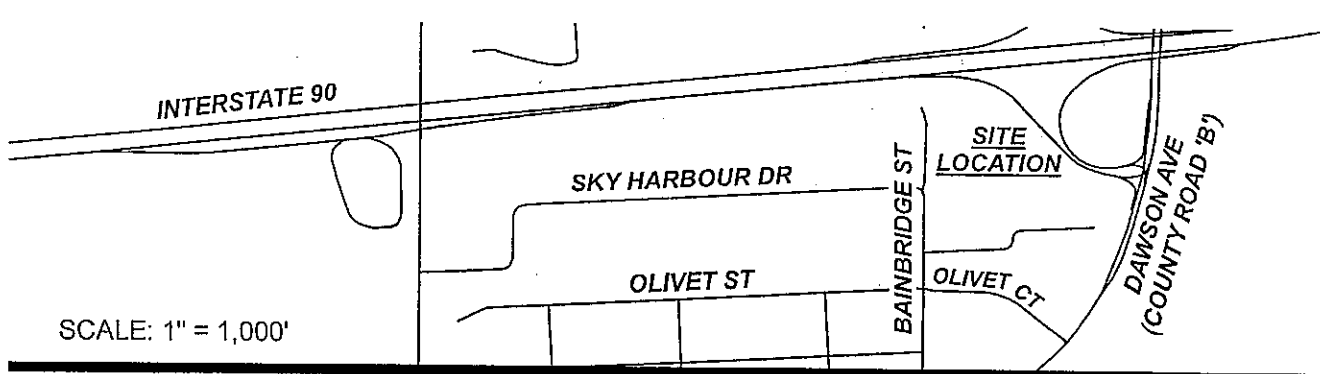 INTERSTATE 90
SITE
LOCATION
SKY HARBOUR DR
BAINBRIDGE ST
DAWSON AVE
(COUNTY ROAD 'B')
OLIVET ST
OLIVET CT
SCALE: 1" = 1,000'